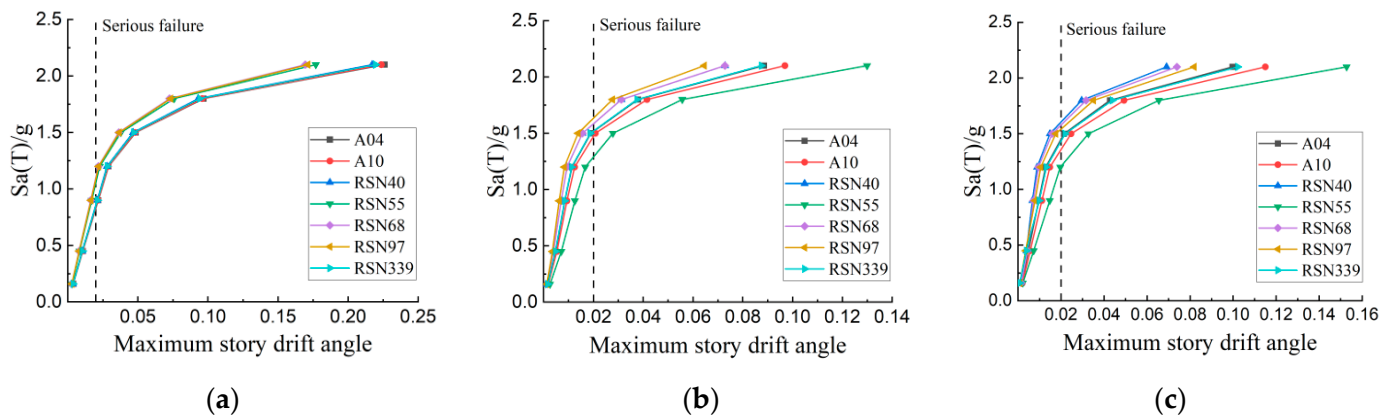 Serious failure
Sa(T)/g
2.5
2.0
1.5
1.0
0.5
0.0
A04
A10
RSN40
RSN55
RSN68
RSN97
RSN339
0.05 0.10 0.15 0.20 0.25
Maximum story drift angle
(a)
Serious failure
Sa(T)/g
2.5
2.0
1.5
1.0
0.5
0.0
A04
A10
RSN40
RSN55
RSN68
RSN97
RSN339
0.02 0.04 0.06 0.08 0.10 0.12 0.14
Maximum story drift angle
(b)
Serious failure
Sa(T)/g
2.5
2.0
1.5
1.0
0.5
0.0
A04
A10
RSN40
RSN55
RSN68
RSN97
RSN339
0.02 0.04 0.06 0.08 0.10 0.12 0.14 0.16
Maximum story drift angle
(c)